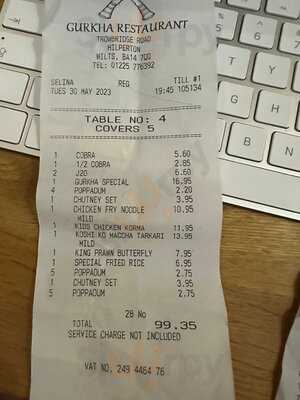 GURKHA RESTAURANT
TROWBRIDGE ROAD
HILPERTON
WILTS, BA14 7QQ
TEL: 01225 776392
SELINA REG TILL #1
TUES 30 MAY 2023 19:45 105134
TABLE NO: 4
COVERS 5
1 COBRA 5.60
1 1/2 COBRA 2.85
2 J2O 6.60
1 GURKHA SPECIAL 16.95
4 POPPADUM 2.20
1 CHUTNEY SET 3.95
1 CHICKEN FRY NOODLE 10.95
MILD
1 KIDS CHICKEN KORMA 11.95
1 KOSHI KO MACCHA TARKARI 13.95
MILD
1 KING PRAWN BUTTERFLY 7.95
1 SPECIAL FRIED RICE 6.95
5 POPPADUM 2.75
1 CHUTNEY SET 3.95
5 POPPADUM 2.75
28 No
TOTAL 99.35
SERVICE CHARGE NOT INCLUDED
VAT NO. 249 4464 76